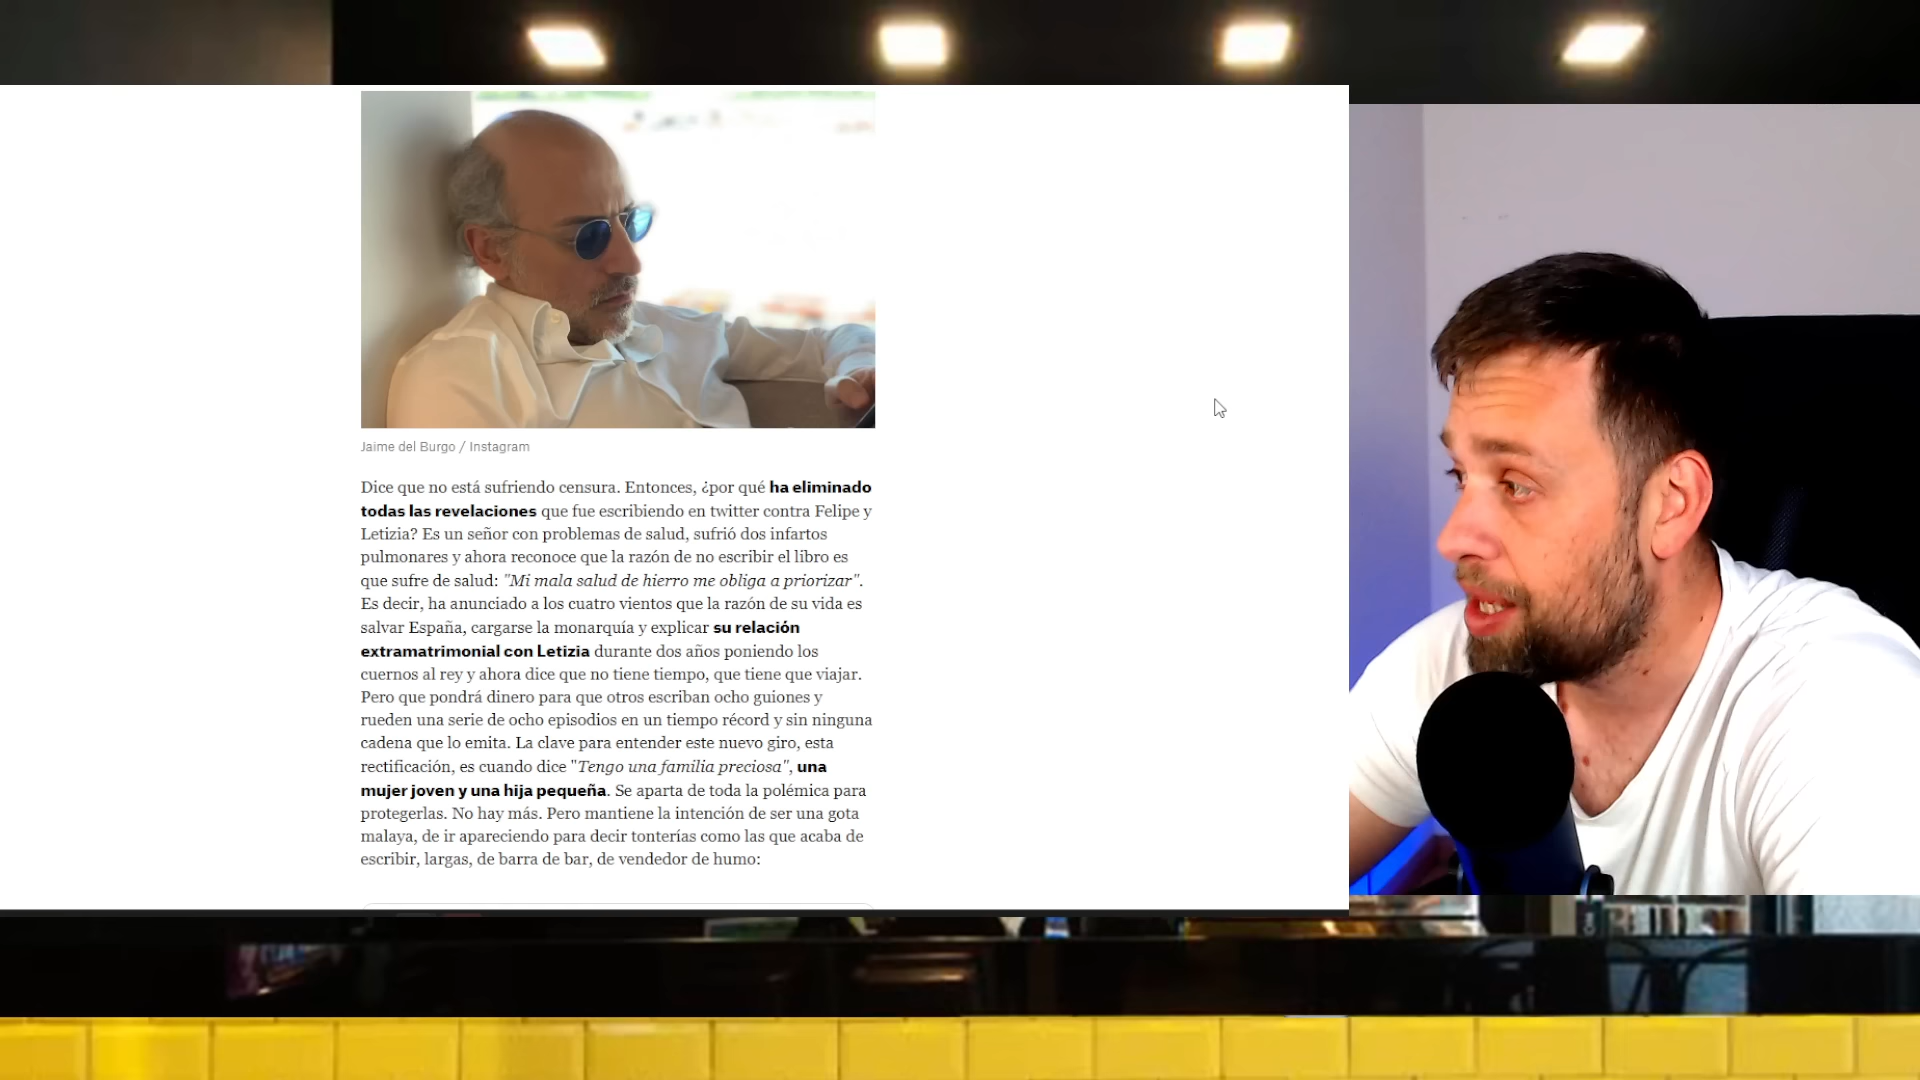 Jaime del Burgo / Instagram
Dice que no está sufriendo censura. Entonces, ¿por qué ha eliminado
todas las revelaciones que fue escribiendo en twitter contra Felipe y
Letizia? Es un señor con problemas de salud, sufrió dos infartos
pulmonares y ahora reconoce que la razón de no escribir el libro es
que sufre de salud: "Mi mala salud de hierro me obliga a priorizar".
Es decir, ha anunciado a los cuatro vientos que la razón de su vida es
salvar España, cargarse la monarquía y explicar su relación
extramatrimonial con Letizia durante dos años poniendo los
cuernos al rey y ahora dice que no tiene tiempo, que tiene que viajar.
Pero que pondrá dinero para que otros escriban ocho guiones y
rueden una serie de ocho episodios en un tiempo récord y sin ninguna
cadena que lo emita. La clave para entender este nuevo giro, esta
rectificación, es cuando dice "Tengo una familia preciosa", una
mujer joven y una hija pequeña. Se aparta de toda la polémica para
protegerlas. No hay más. Pero mantiene la intención de ser una gota
malaya, de ir apareciendo para decir tonterías como las que acaba de
escribir, largas, de barra de bar, de vendedor de humo: